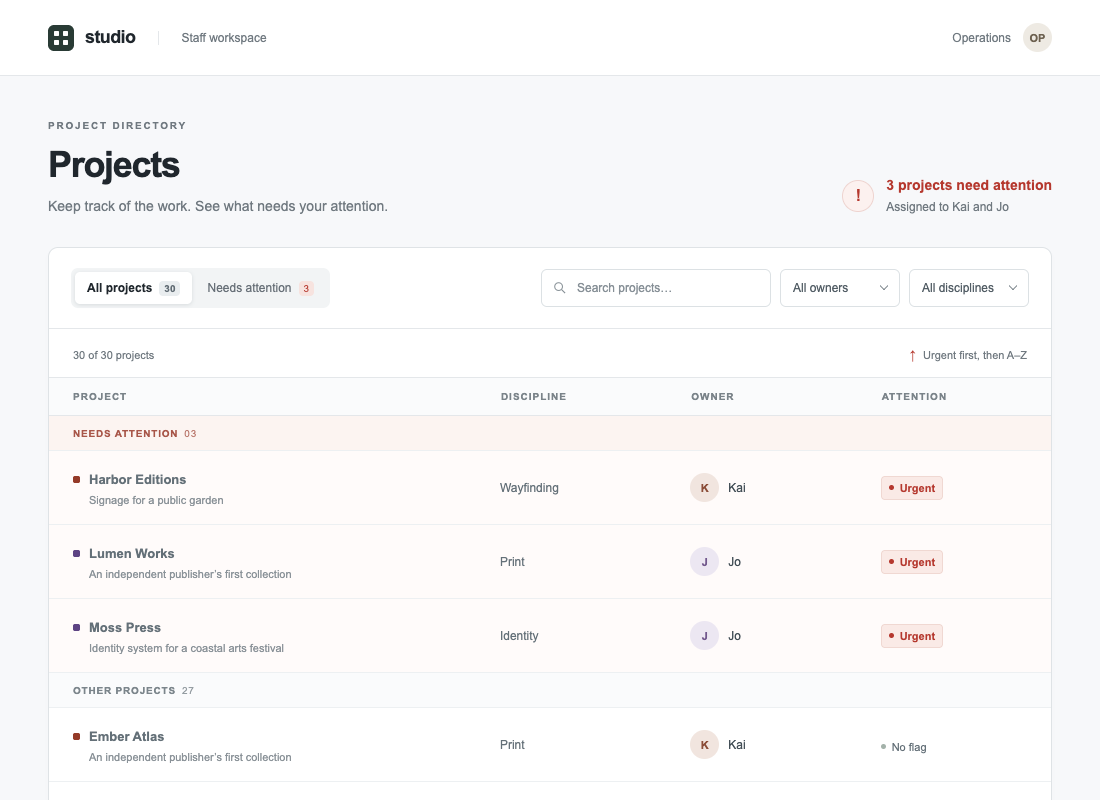 studio
Staff workspace
Operations
OP
PROJECT DIRECTORY
Projects
Keep track of the work. See what needs your attention.
!
3 projects need attention
Assigned to Kai and Jo
All projects 30
Needs attention 3
Search projects…
All owners
All disciplines
30 of 30 projects
↑ Urgent first, then A–Z
PROJECT DISCIPLINE OWNER ATTENTION
NEEDS ATTENTION 03
Harbor Editions
Signage for a public garden
Wayfinding
K Kai
Urgent
Lumen Works
An independent publisher’s first collection
Print
J Jo
Urgent
Moss Press
Identity system for a coastal arts festival
Identity
J Jo
Urgent
OTHER PROJECTS 27
Ember Atlas
An independent publisher’s first collection
Print
K Kai
No flag